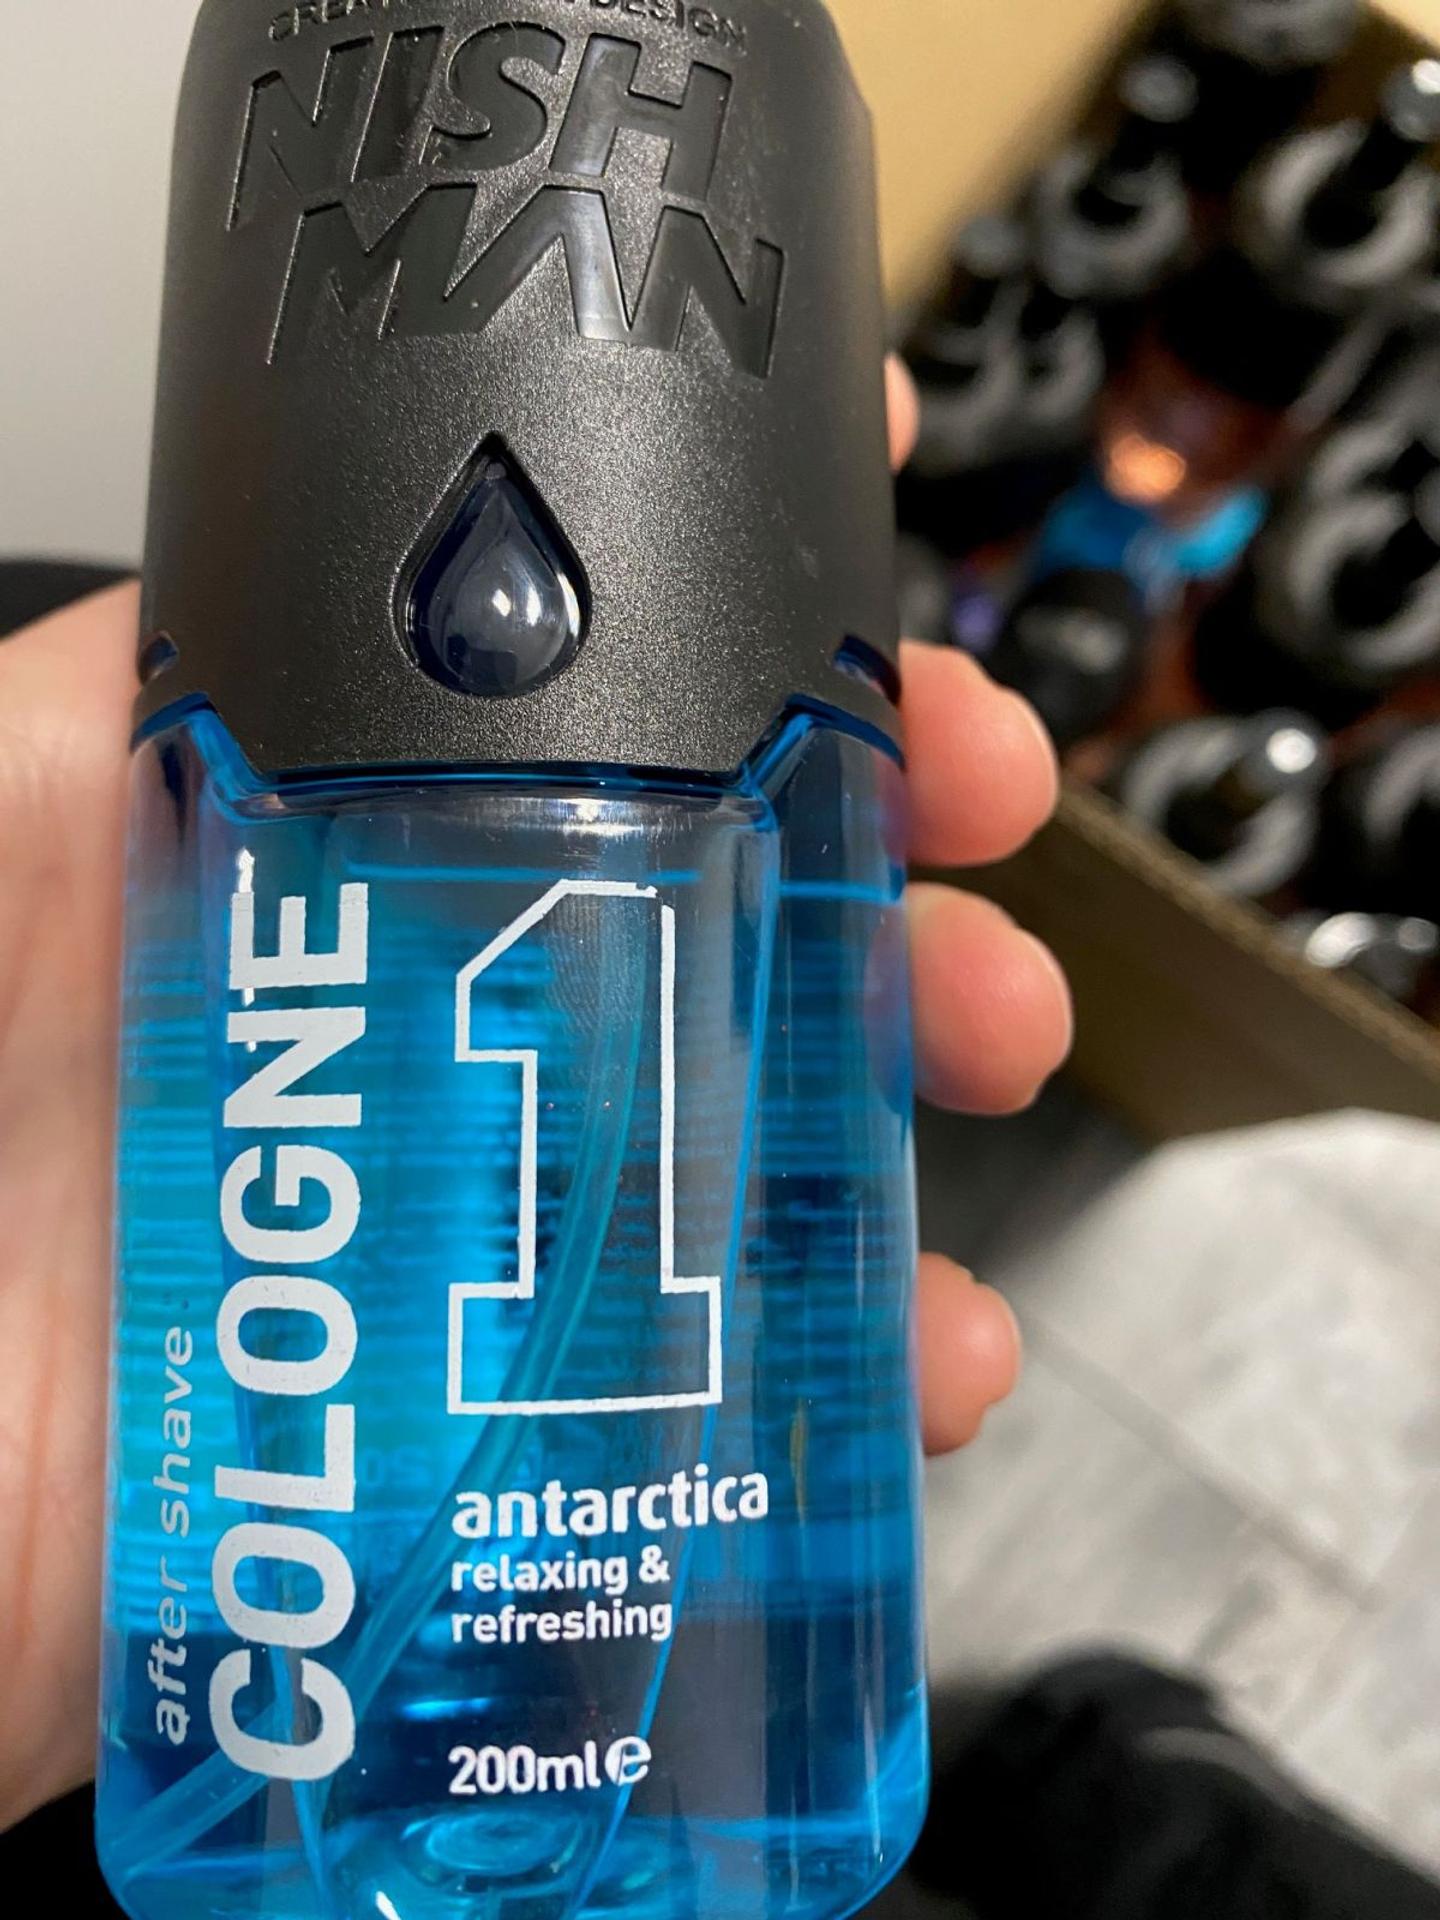 NISH
MAN
after shave
COLOGNE
1
antarctica
relaxing &
refreshing
200ml e